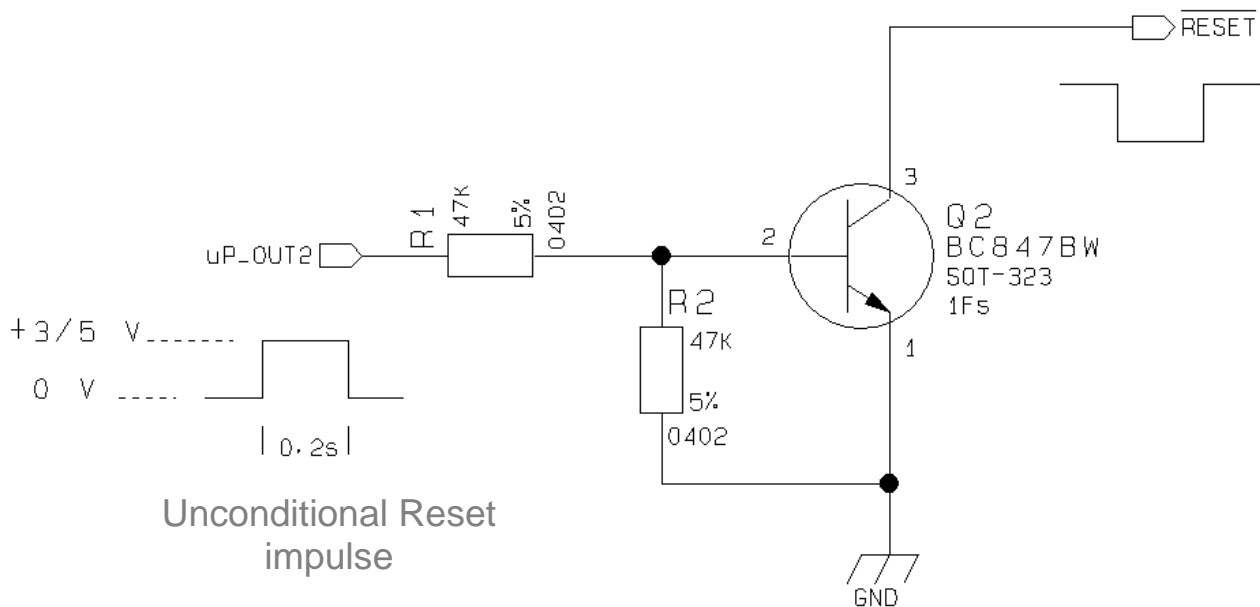 RESET
3
Q2
BC847BW
SOT-323
1Fs
2
1
uP_OUT2
R1
47K
5%
0402
R2
47K
5%
0402
+3/5 V
0 V
0,2s
Unconditional Reset
impulse
GND